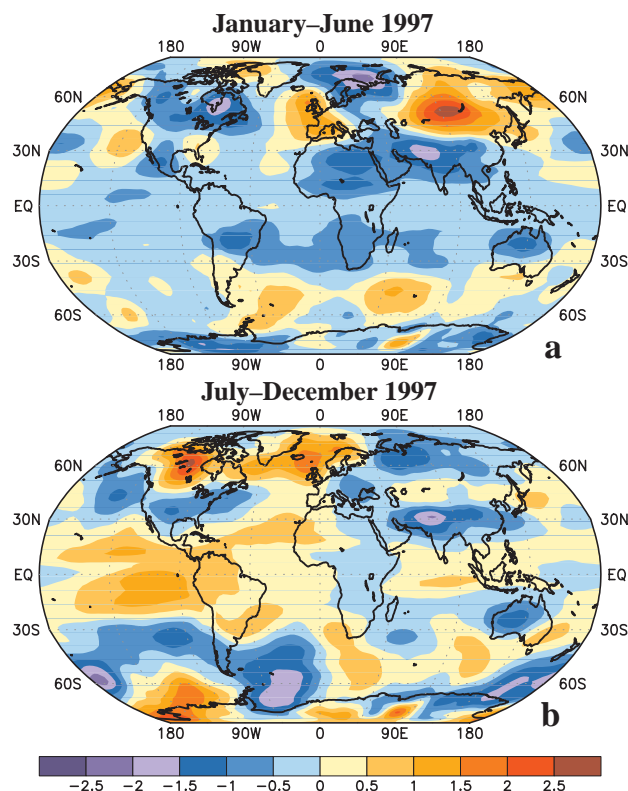 January–June 1997
180 90W 0 90E 180
60N 60N
30N 30N
EQ EQ
30S 30S
60S 60S
a
180 90W 0 90E 180
July–December 1997
180 90W 0 90E 180
60N 60N
30N 30N
EQ EQ
30S 30S
60S 60S
b
180 90W 0 90E 180
−2.5 −2 −1.5 −1 −0.5 0 0.5 1 1.5 2 2.5